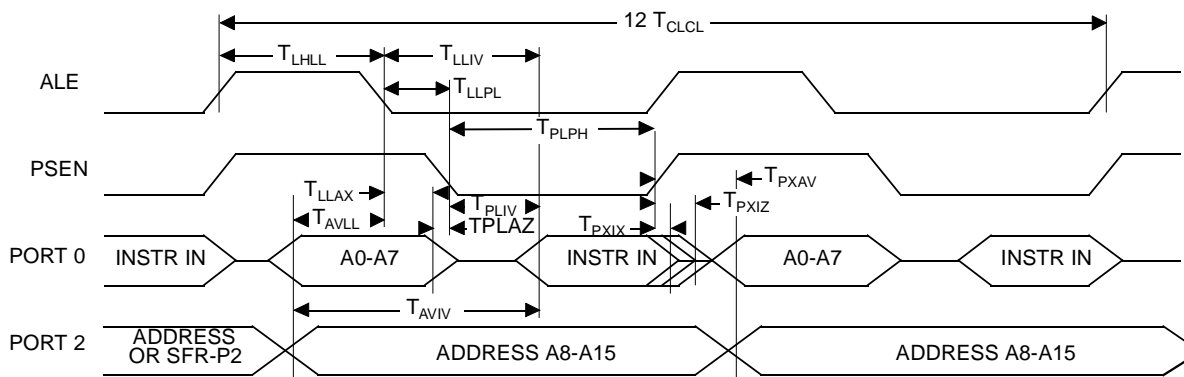 12 TCLCL
TLHLL TLLIV
ALE
TLLPL
TPLPH
PSEN
TLLAX TPXAV
TPLIV TPXIZ
TAVLL TPLAZ TPXIX
PORT 0 INSTR IN A0-A7 INSTR IN A0-A7 INSTR IN
TAVIV
ADDRESS
OR SFR-P2
PORT 2 ADDRESS A8-A15 ADDRESS A8-A15